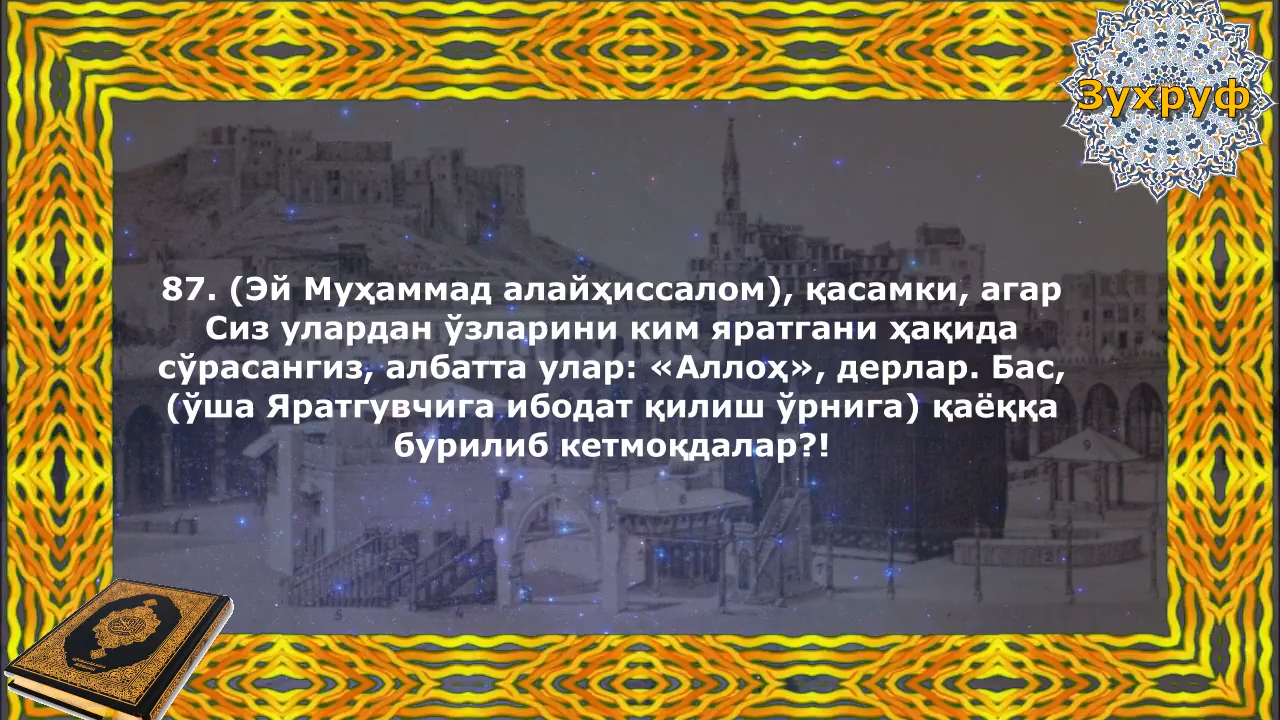 Зухруф
87. (Эй Муҳаммад алайҳиссалом), қасамки, агар
Сиз улардан ўзларини ким яратгани ҳақида
сўрасангиз, албатта улар: «Аллоҳ», дерлар. Бас,
(ўша Яратгувчига ибодат қилиш ўрнига) қаёққа
бурилиб кетмоқдалар?!